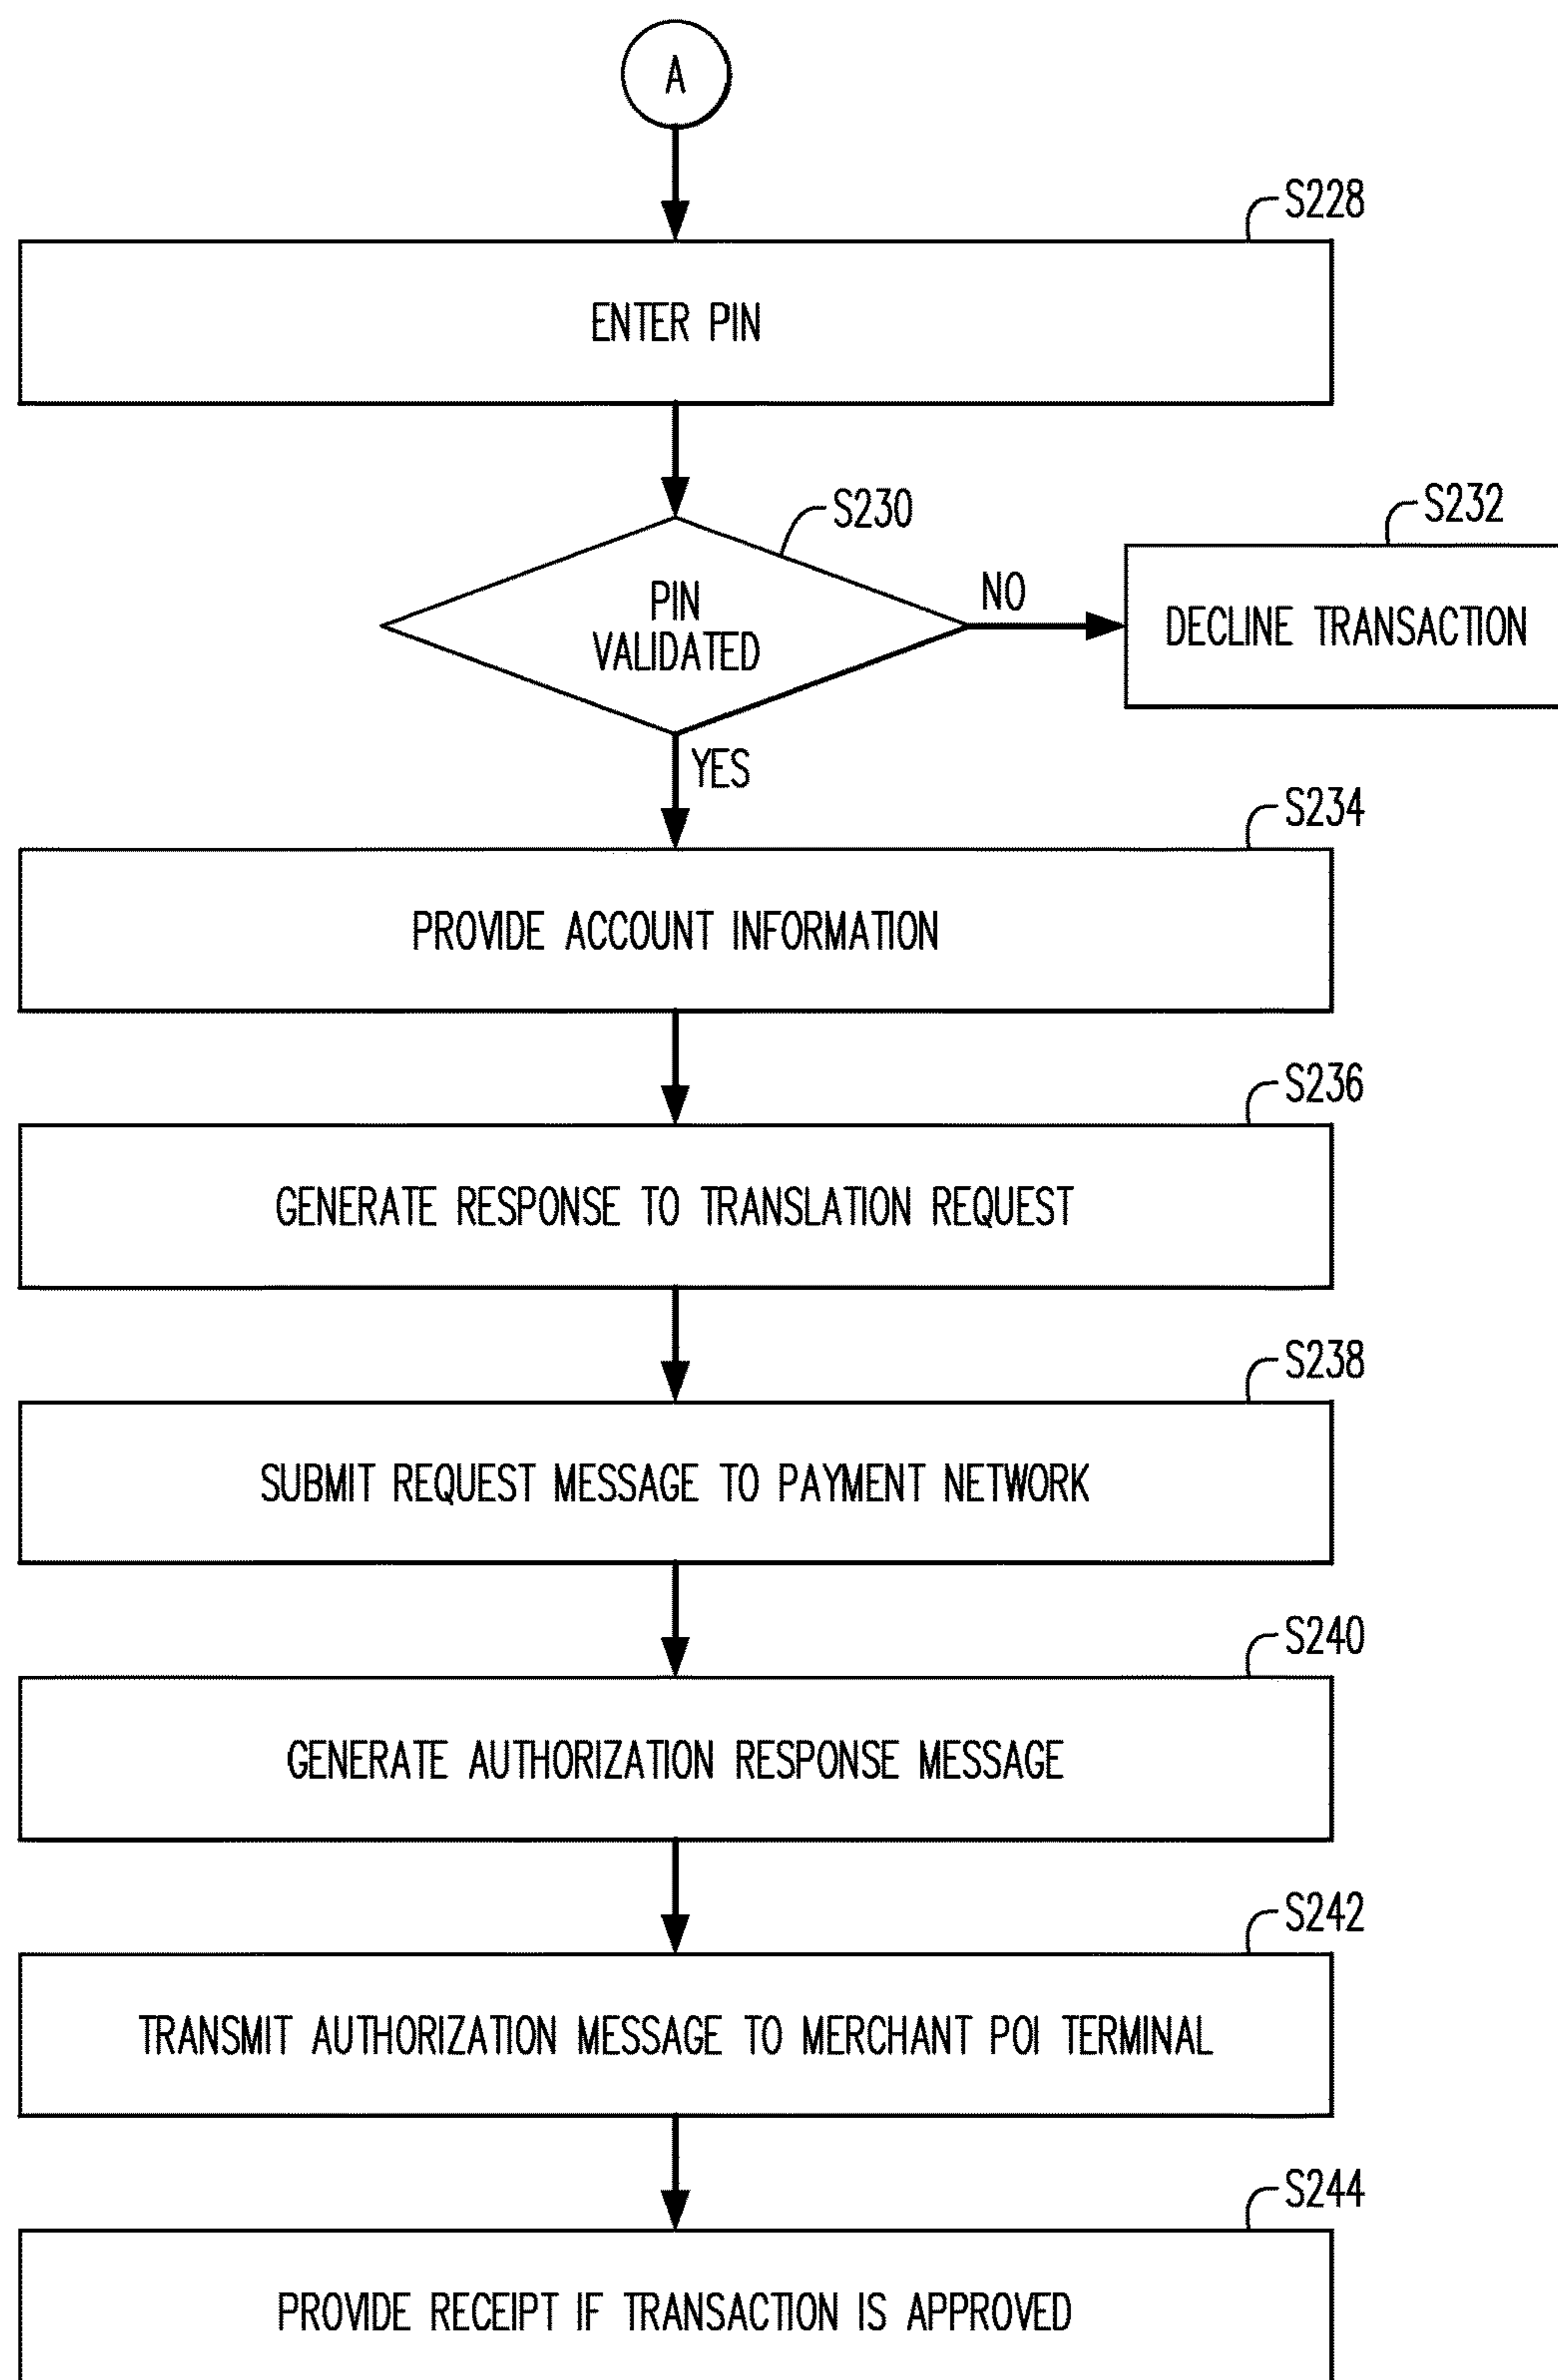 A
S228
ENTER PIN
S230
PIN
VALIDATED
NO
S232
DECLINE TRANSACTION
YES
S234
PROVIDE ACCOUNT INFORMATION
S236
GENERATE RESPONSE TO TRANSLATION REQUEST
S238
SUBMIT REQUEST MESSAGE TO PAYMENT NETWORK
S240
GENERATE AUTHORIZATION RESPONSE MESSAGE
S242
TRANSMIT AUTHORIZATION MESSAGE TO MERCHANT POI TERMINAL
S244
PROVIDE RECEIPT IF TRANSACTION IS APPROVED